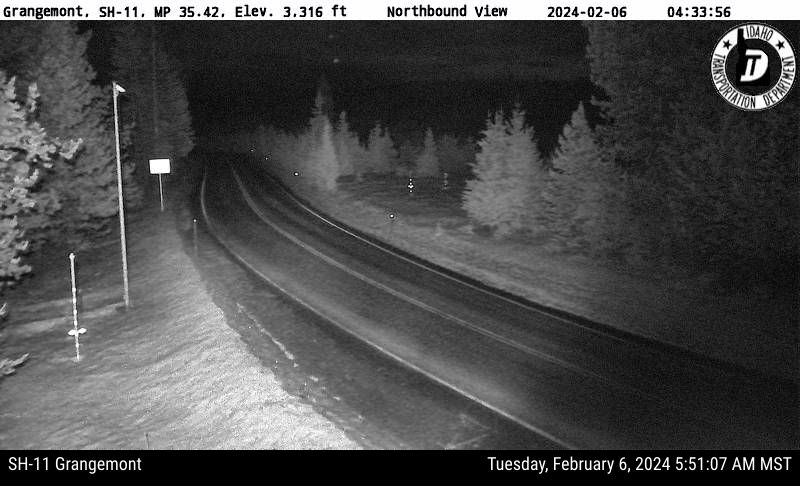 Grangemont, SH-11, MP 35.42, Elev. 3,316 ft Northbound View 2024-02-06 04:33:56
IDAHO
TRANSPORTATION DEPARTMENT
SH-11 Grangemont Tuesday, February 6, 2024 5:51:07 AM MST